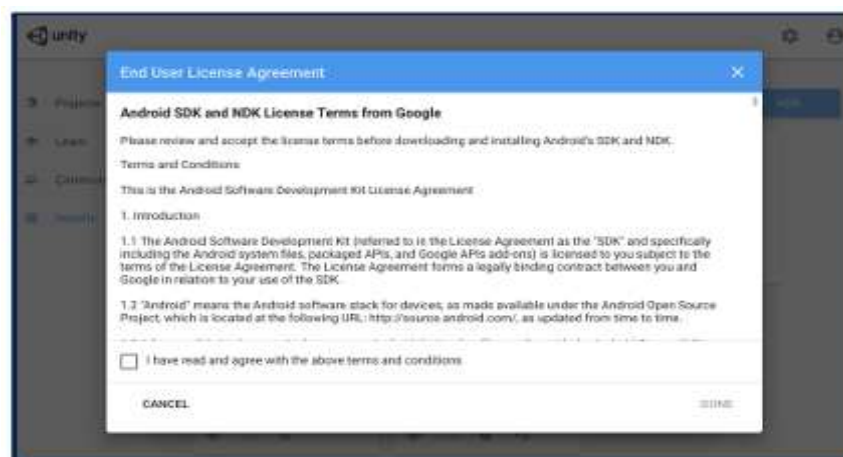 unity
End User License Agreement
Projects
Learn
Installs
Android SDK and NDK License Terms from Google
Please review and accept the license terms before downloading and installing Android's SDK and NDK.
Terms and Conditions
This is the Android Software Development Kit License Agreement
1. Introduction
1.1 The Android Software Development Kit (referred to in the License Agreement as the "SDK" and specifically
including the Android system files, packaged APIs, and Google APIs add-ons) is licensed to you subject to the
terms of the License Agreement. The License Agreement forms a legally binding contract between you and
Google in relation to your use of the SDK.
1.2 "Android" means the Android software stack for devices, as made available under the Android Open Source
Project, which is located at the following URL: http://source.android.com/, as updated from time to time.
I have read and agree with the above terms and conditions
CANCEL
DONE